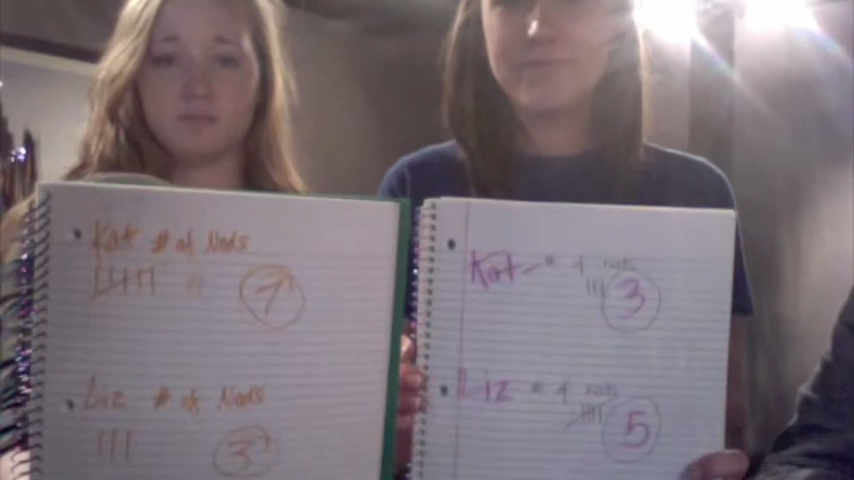 Kat # of Nods
7
Liz # of Nods
3
Kat - # of nods
3
Liz # of nods
5